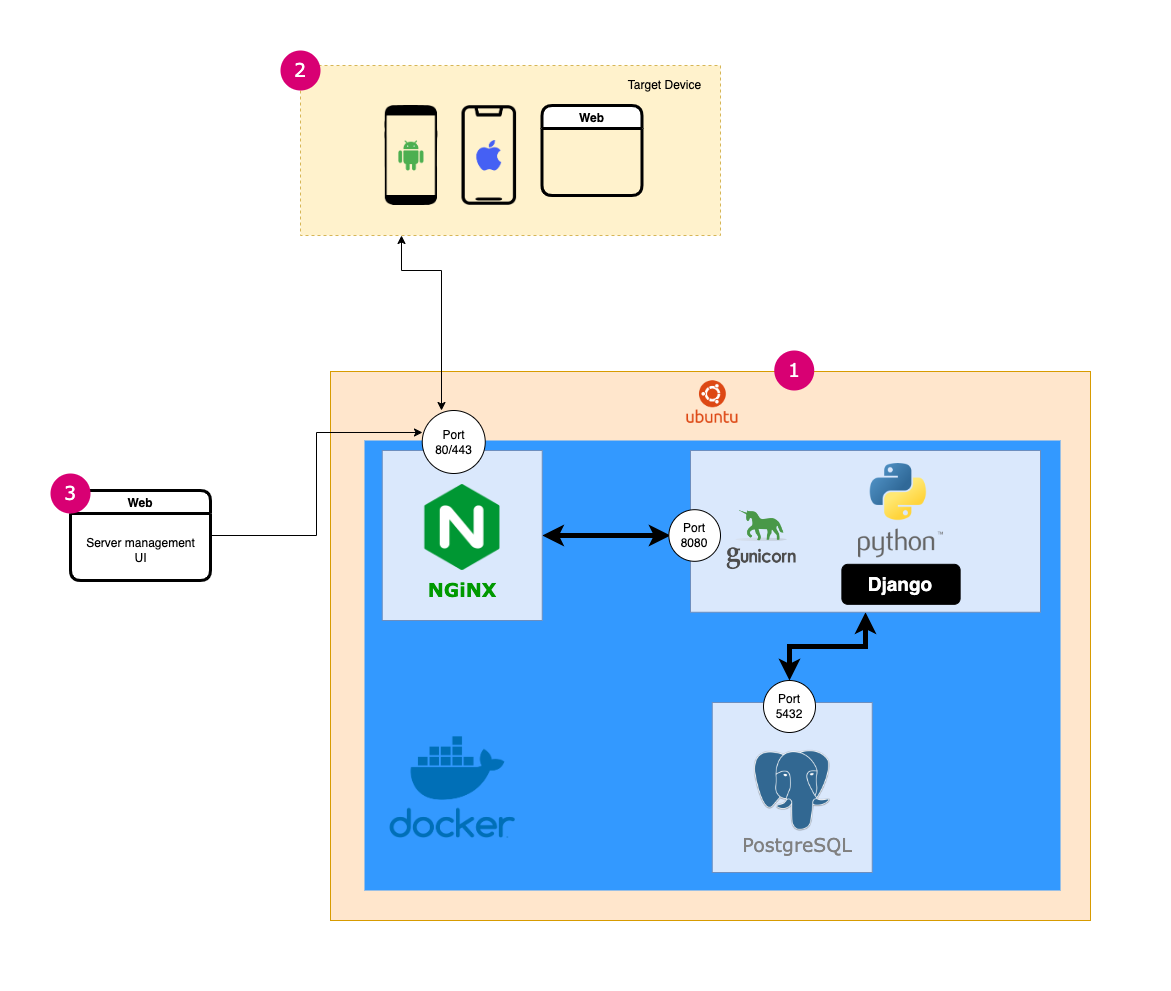 2
Target Device
Web
1
ubuntu
Port
80/443
3
Web
Server management
UI
NGiNX
Port
8080
gunicorn
python™
Django
Port
5432
docker
PostgreSQL